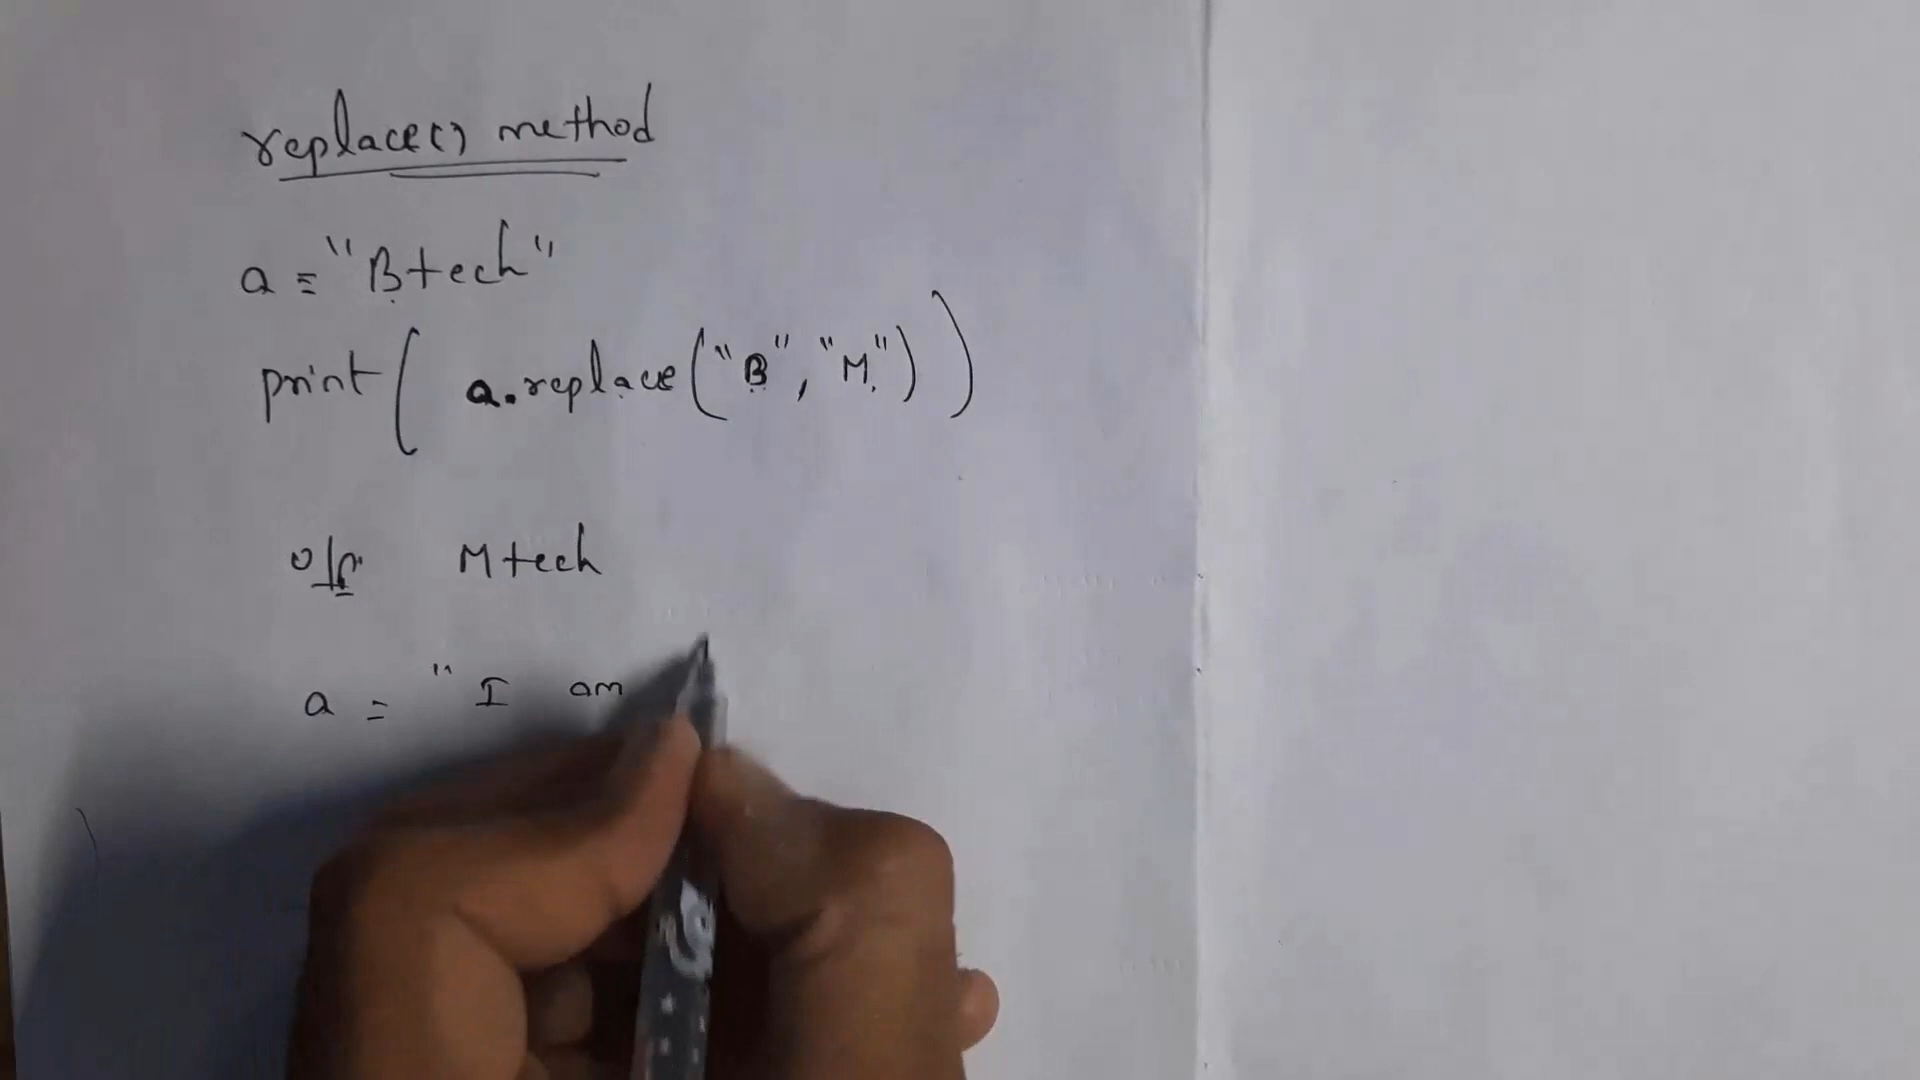 replace() method
a = "Btech"
print( a.replace("B", "M") )
o/p Mtech
a = " I am